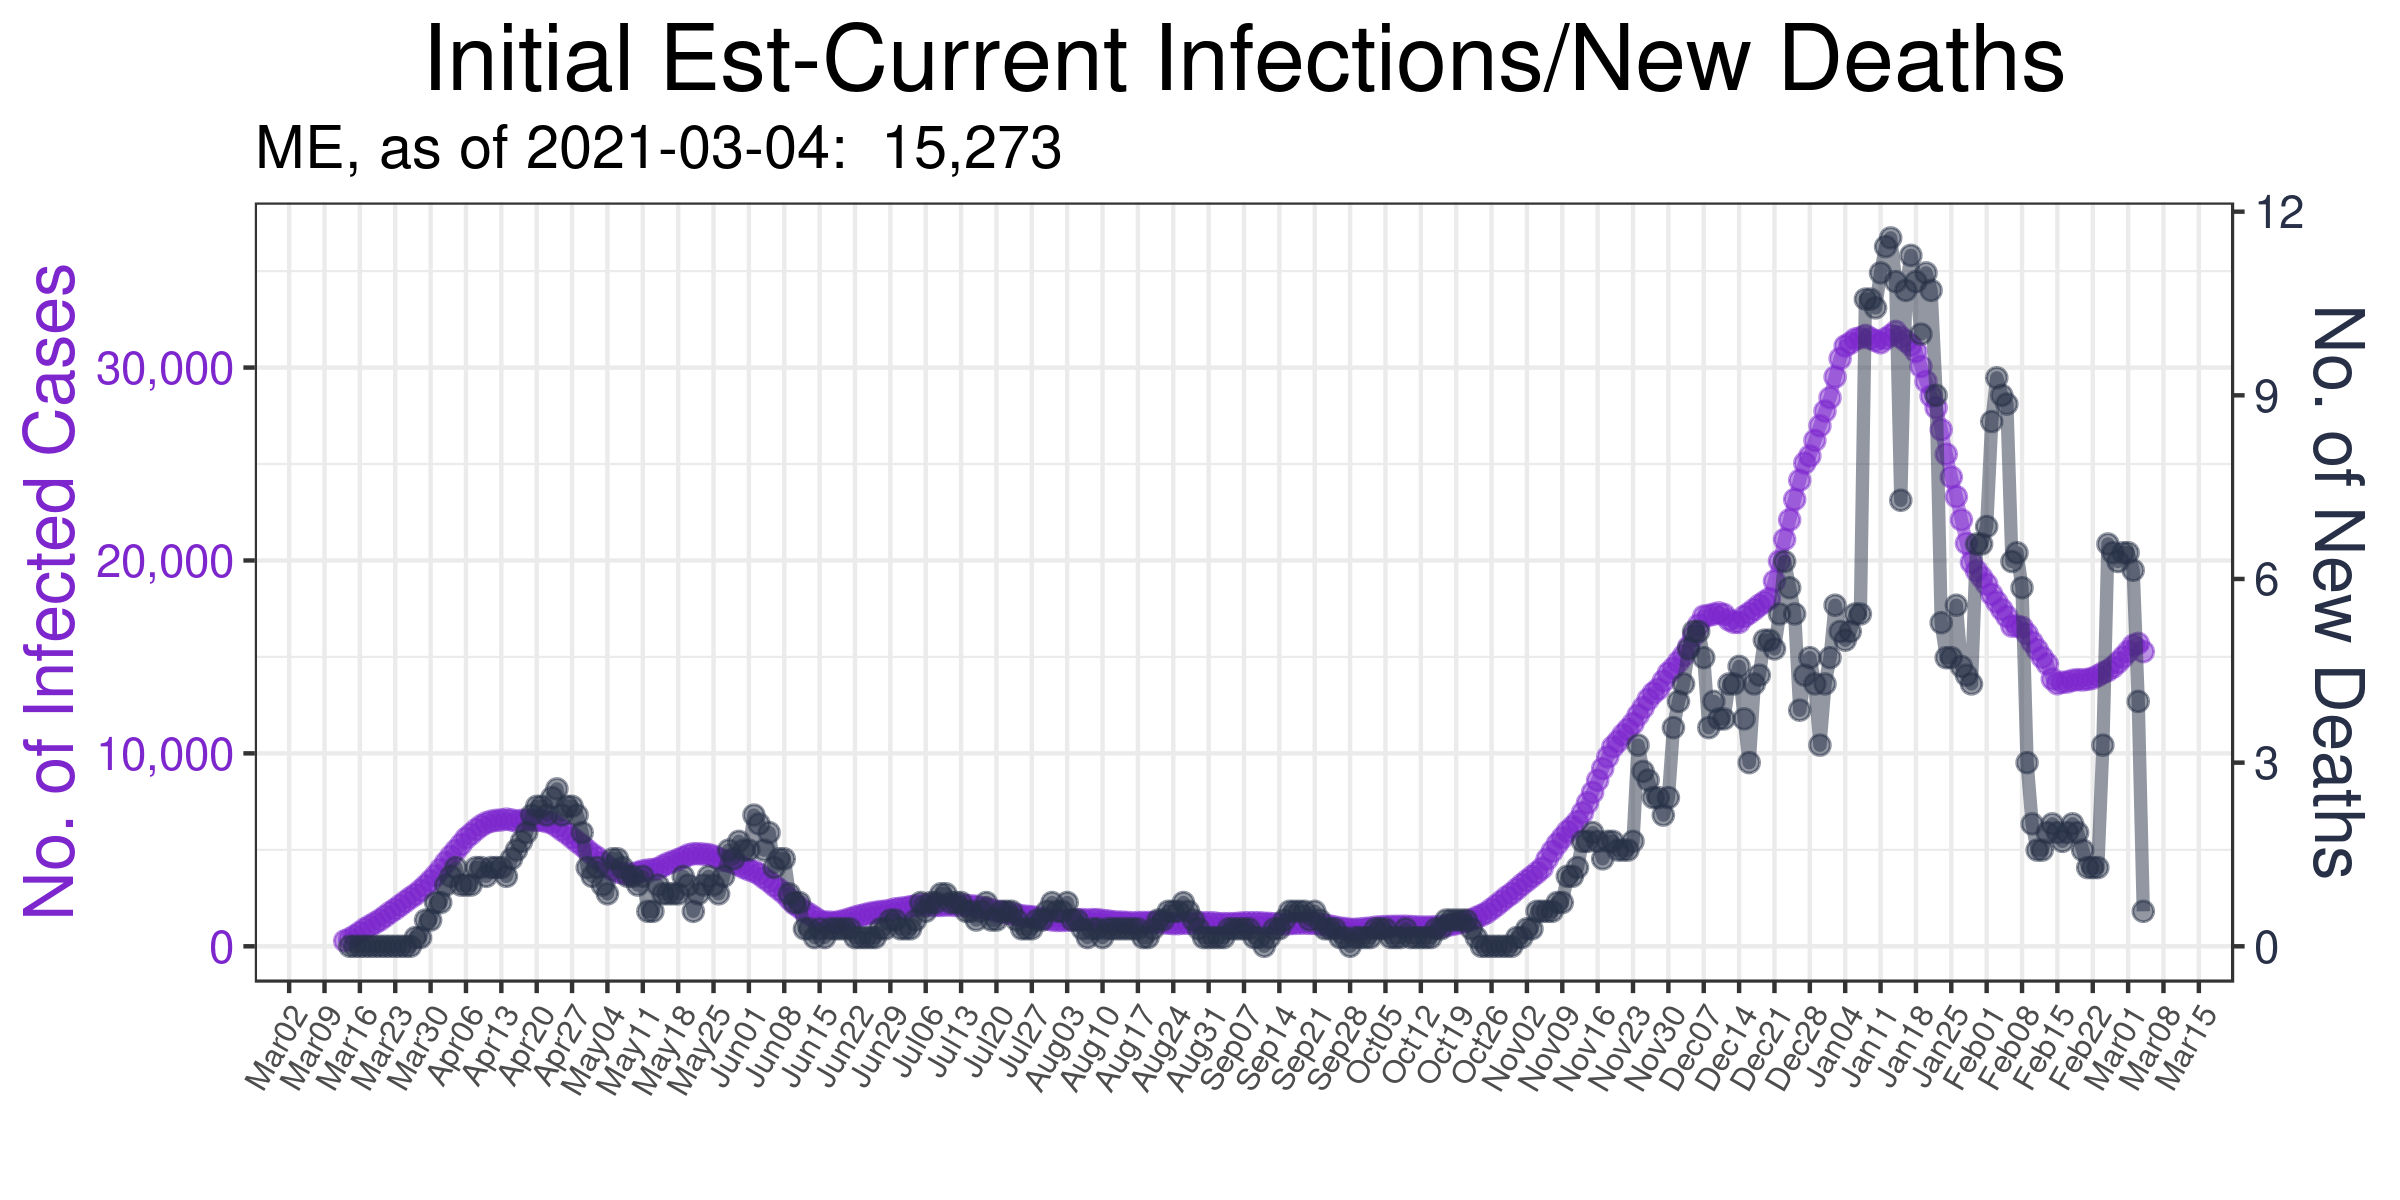 Initial Est-Current Infections/New Deaths
ME, as of 2021-03-04: 15,273
No. of Infected Cases
30,000
20,000
10,000
0
12
9
6
3
0
No. of New Deaths
Mar02
Mar09
Mar16
Mar23
Mar30
Apr06
Apr13
Apr20
Apr27
May04
May11
May18
May25
Jun01
Jun08
Jun15
Jun22
Jun29
Jul06
Jul13
Jul20
Jul27
Aug03
Aug10
Aug17
Aug24
Aug31
Sep07
Sep14
Sep21
Sep28
Oct05
Oct12
Oct19
Oct26
Nov02
Nov09
Nov16
Nov23
Nov30
Dec07
Dec14
Dec21
Dec28
Jan04
Jan11
Jan18
Jan25
Feb01
Feb08
Feb15
Feb22
Mar01
Mar08
Mar15